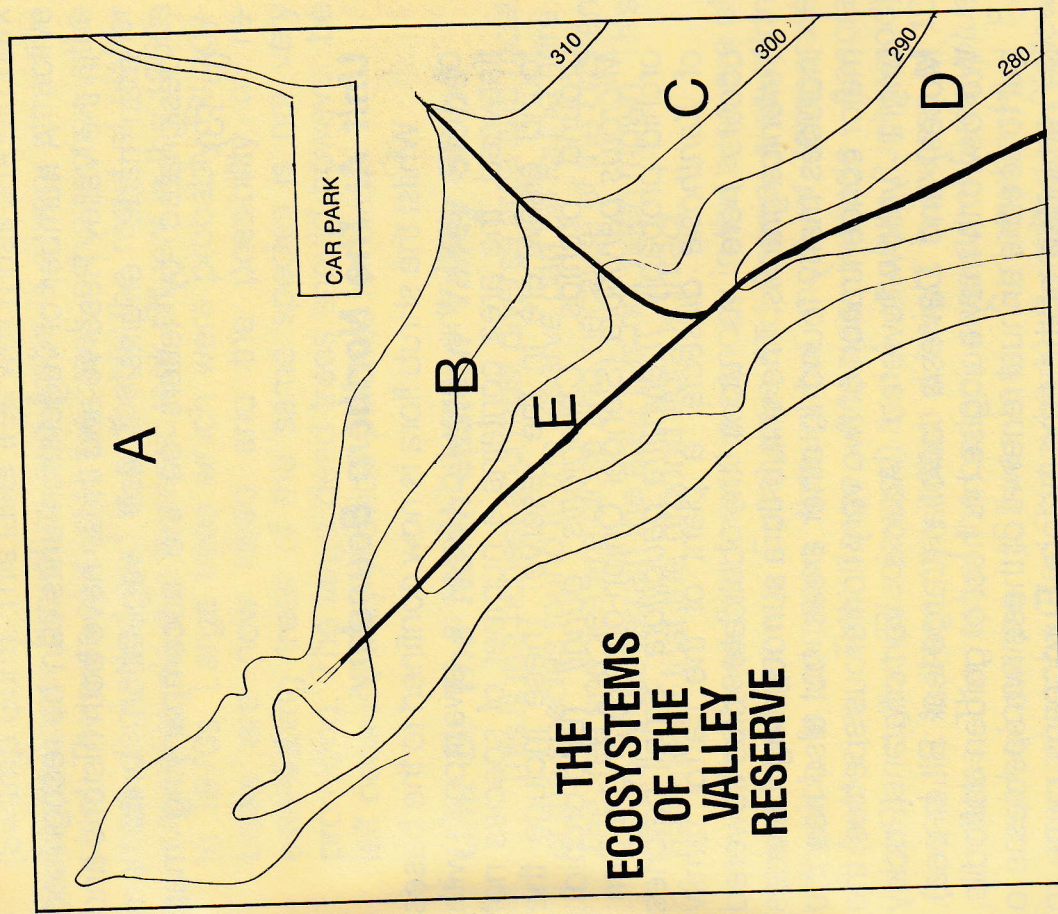 A
CAR PARK
B
E
C
D
310
300
290
280
THE
ECOSYSTEMS
OF THE
VALLEY
RESERVE